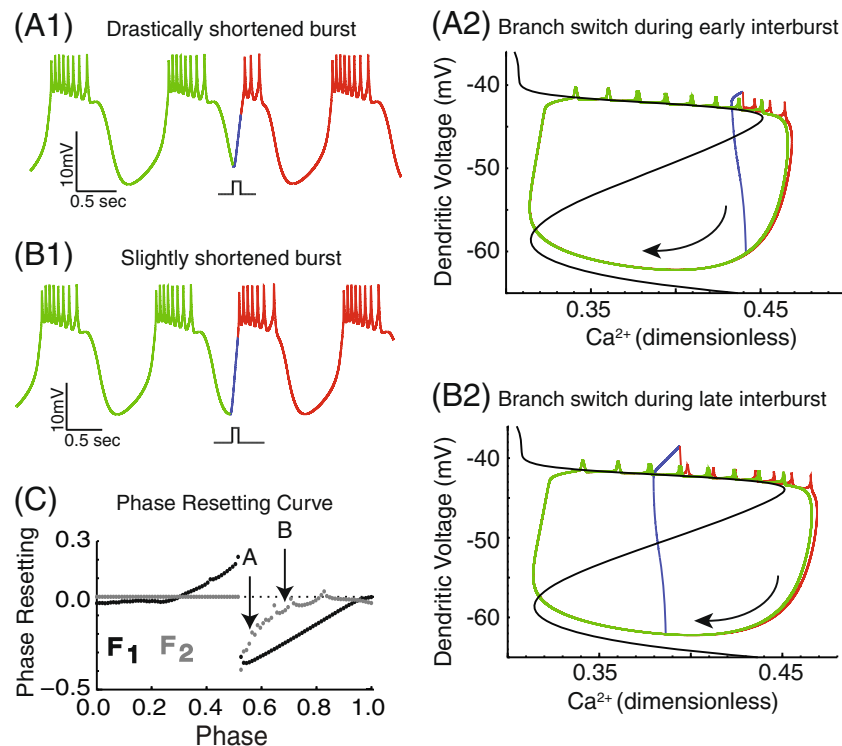 (A1) Drastically shortened burst
10mV
0.5 sec
(A2) Branch switch during early interburst
Dendritic Voltage (mV)
-40
-50
-60
0.35
0.45
Ca²⁺ (dimensionless)
(B1) Slightly shortened burst
10mV
0.5 sec
(B2) Branch switch during late interburst
Dendritic Voltage (mV)
-40
-50
-60
0.35
0.45
Ca²⁺ (dimensionless)
(C) Phase Resetting Curve
Phase Resetting
0.3
0.0
−0.5
A
B
F₁ F₂
0.0 0.2 0.4 0.6 0.8 1.0
Phase